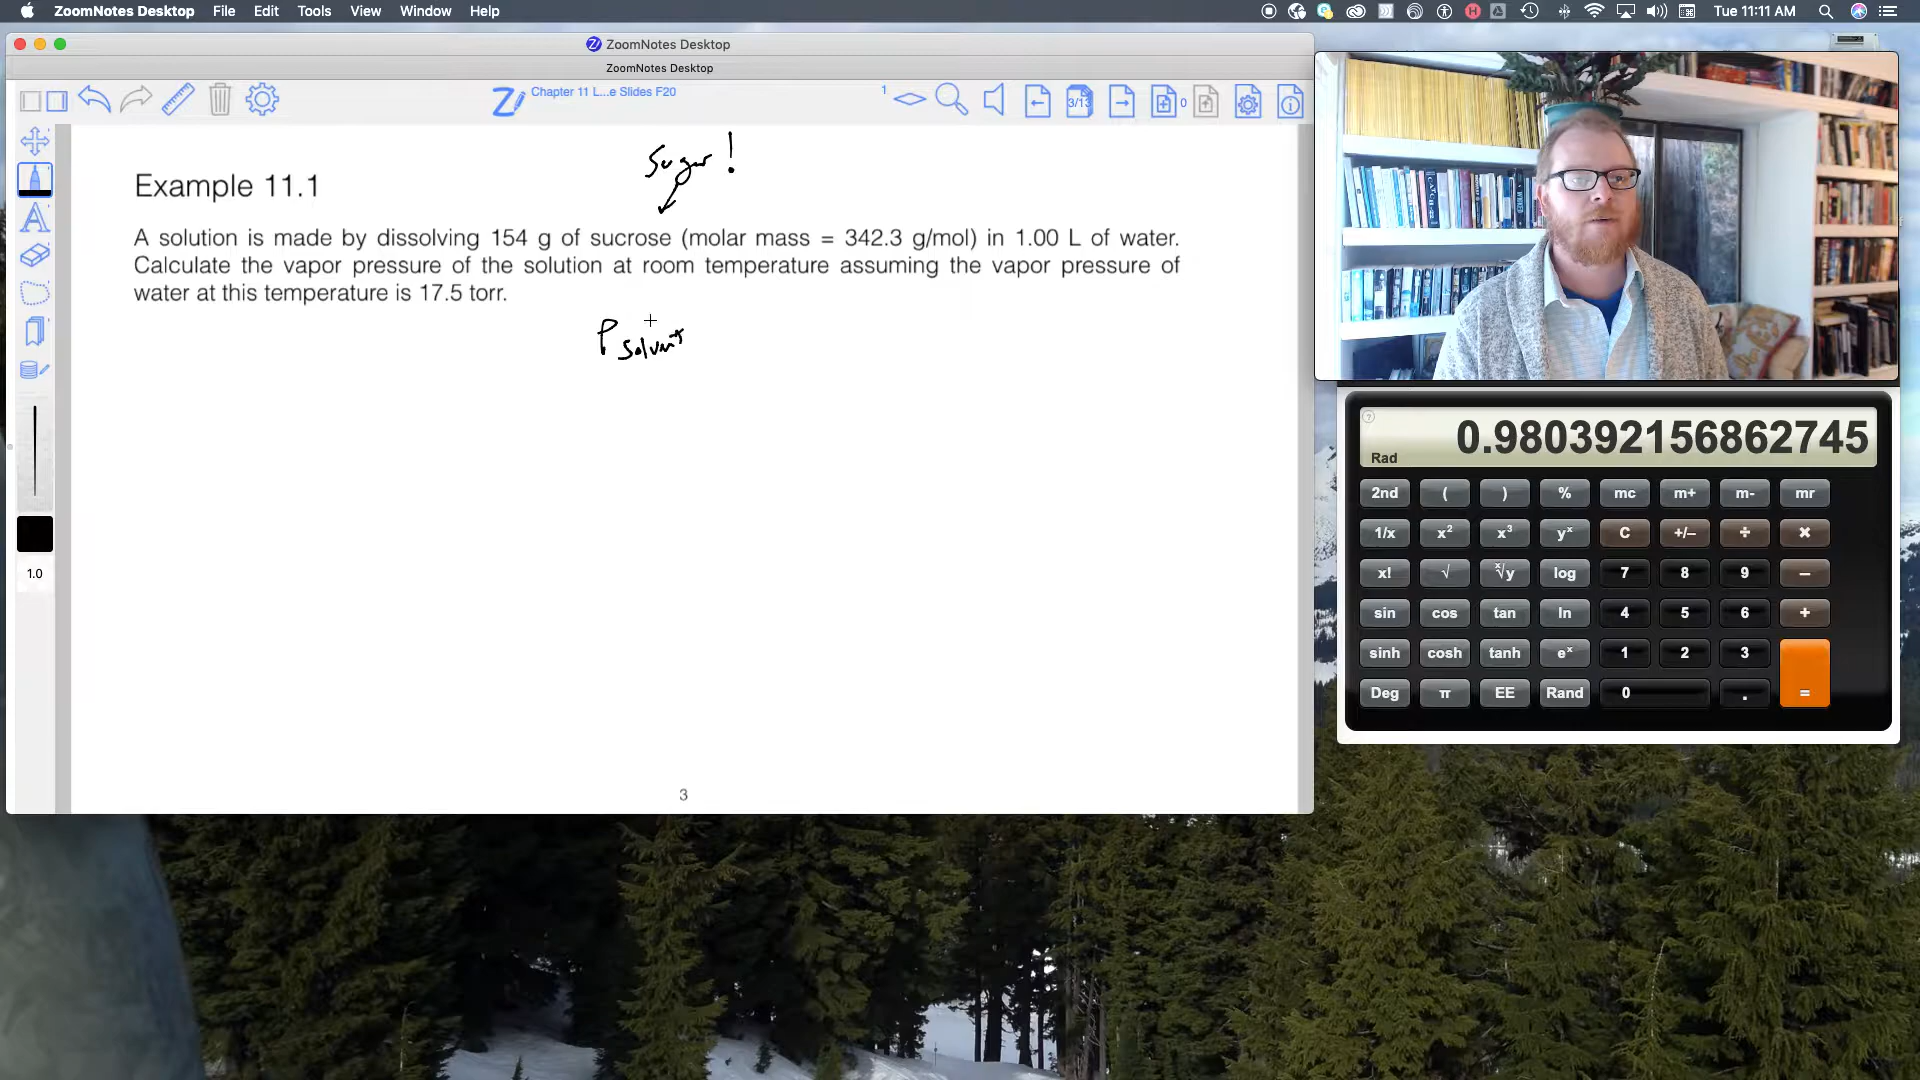 ZoomNotes Desktop File Edit Tools View Window Help Tue 11:11 AM
ZoomNotes Desktop
ZoomNotes Desktop
Chapter 11 L...e Slides F20
1
3/13
0
Sugar!
Example 11.1
A solution is made by dissolving 154 g of sucrose (molar mass = 342.3 g/mol) in 1.00 L of water.
Calculate the vapor pressure of the solution at room temperature assuming the vapor pressure of
water at this temperature is 17.5 torr.
P solvent
1.0
3
0.980392156862745
Rad
2nd ( ) % mc m+ m- mr
1/x x² x³ yˣ C +/– ÷ ×
x! √ ˣ√y log 7 8 9 –
sin cos tan ln 4 5 6 +
sinh cosh tanh eˣ 1 2 3
Deg π EE Rand 0 . =